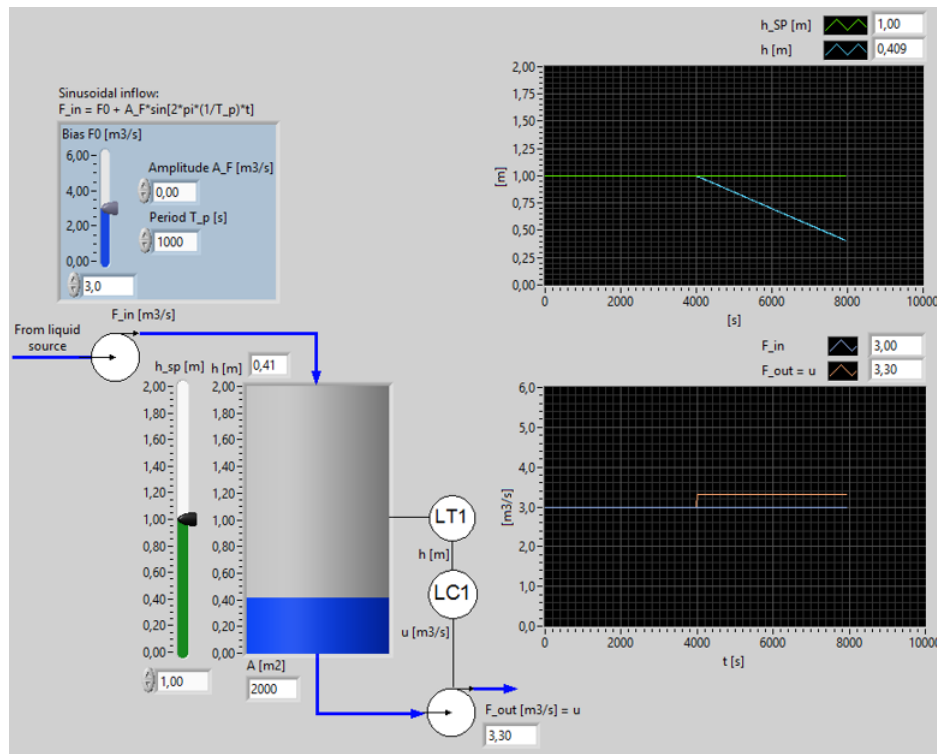 Sinusoidal inflow:
F_in = F0 + A_F*sin[2*pi*(1/T_p)*t]
Bias F0 [m3/s]
6,00
4,00
2,00
0,00
3,0
Amplitude A_F [m3/s]
0,00
Period T_p [s]
1000
F_in [m3/s]
From liquid
source
h_sp [m]
2,00
1,80
1,60
1,40
1,20
1,00
0,80
0,60
0,40
0,20
0,00
1,00
h [m]
0,41
2,00
1,80
1,60
1,40
1,20
1,00
0,80
0,60
0,40
0,20
0,00
A [m2]
2000
LT1
h [m]
LC1
u [m3/s]
F_out [m3/s] = u
3,30
h_SP [m]
1,00
h [m]
0,409
2,00
1,75
1,50
1,25
1,00
0,75
0,50
0,25
0,00
[m]
0
2000
4000
6000
8000
10000
[s]
F_in
3,00
F_out = u
3,30
6,0
5,0
4,0
3,0
2,0
1,0
0,0
[m3/s]
0
2000
4000
6000
8000
10000
t [s]